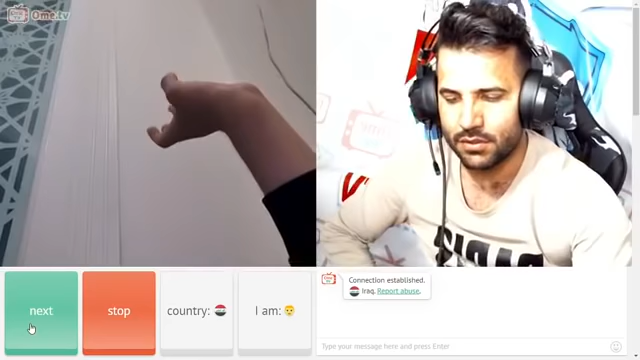 Ome.tv
next
stop
country:
I am:
Connection established.
Iraq. Report abuse.
Type your message here and press Enter